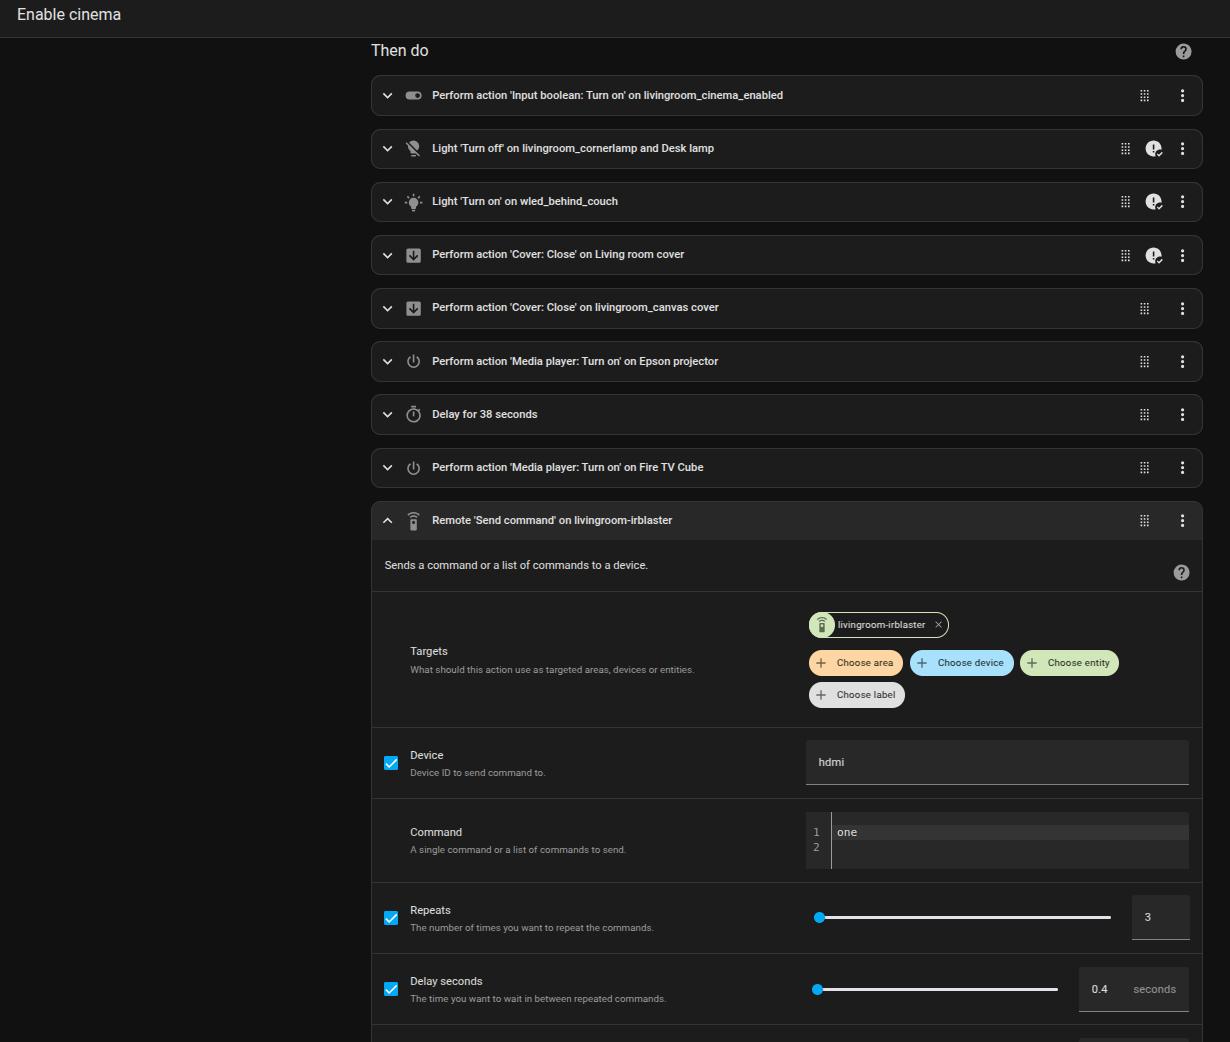 Enable cinema
Then do
Perform action 'Input boolean: Turn on' on livingroom_cinema_enabled
Light 'Turn off' on livingroom_cornerlamp and Desk lamp
Light 'Turn on' on wled_behind_couch
Perform action 'Cover: Close' on Living room cover
Perform action 'Cover: Close' on livingroom_canvas cover
Perform action 'Media player: Turn on' on Epson projector
Delay for 38 seconds
Perform action 'Media player: Turn on' on Fire TV Cube
Remote 'Send command' on livingroom-irblaster
Sends a command or a list of commands to a device.
Targets
What should this action use as targeted areas, devices or entities.
livingroom-irblaster
Choose area
Choose device
Choose entity
Choose label
Device
Device ID to send command to.
hdmi
Command
A single command or a list of commands to send.
1 one
2
Repeats
The number of times you want to repeat the commands.
3
Delay seconds
The time you want to wait in between repeated commands.
0.4 seconds